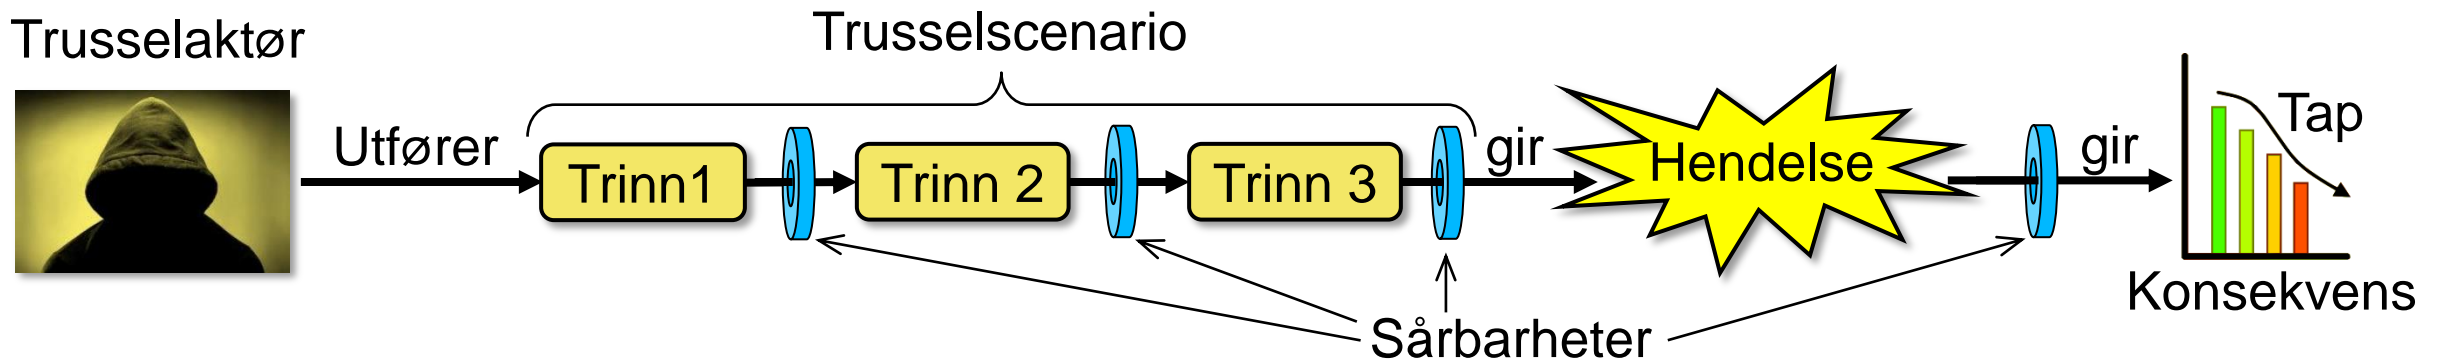 Trusselaktør
Trusselscenario
Utfører
Trinn1
Trinn 2
Trinn 3
gir
Hendelse
gir
Tap
Konsekvens
Sårbarheter